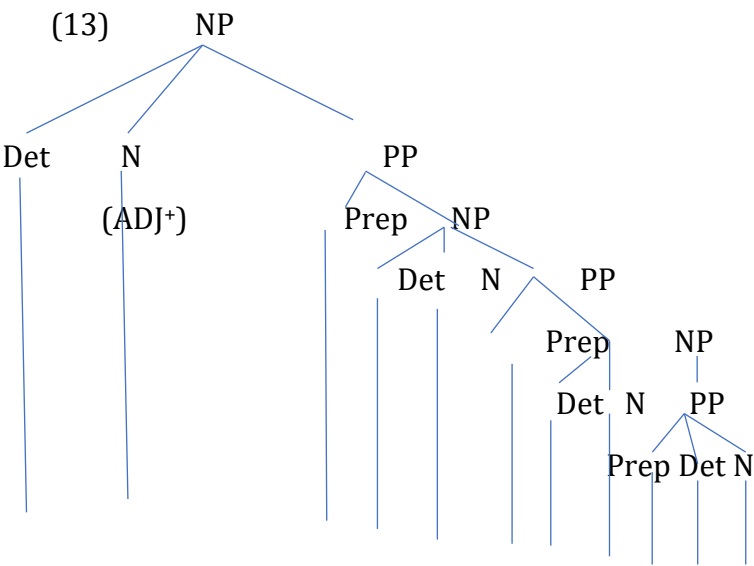 (13) NP
Det N PP
(ADJ⁺) Prep NP
Det N PP
Prep NP
Det N PP
Prep Det N